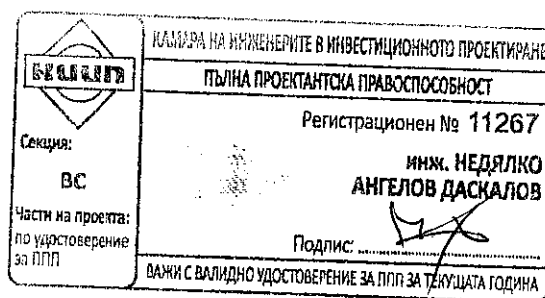 КАМАРА НА ИНЖЕНЕРИТЕ В ИНВЕСТИЦИОННОТО ПРОЕКТИРАНЕ
КИИП
ПЪЛНА ПРОЕКТАНТСКА ПРАВОСПОСОБНОСТ
Регистрационен № 11267
Секция:
ВС
инж. НЕДЯЛКО
АНГЕЛОВ ДАСКАЛОВ
Части на проекта:
по удостоверение
за ППП
Подпис:
ВАЖИ С ВАЛИДНО УДОСТОВЕРЕНИЕ ЗА ППП ЗА ТЕКУЩАТА ГОДИНА